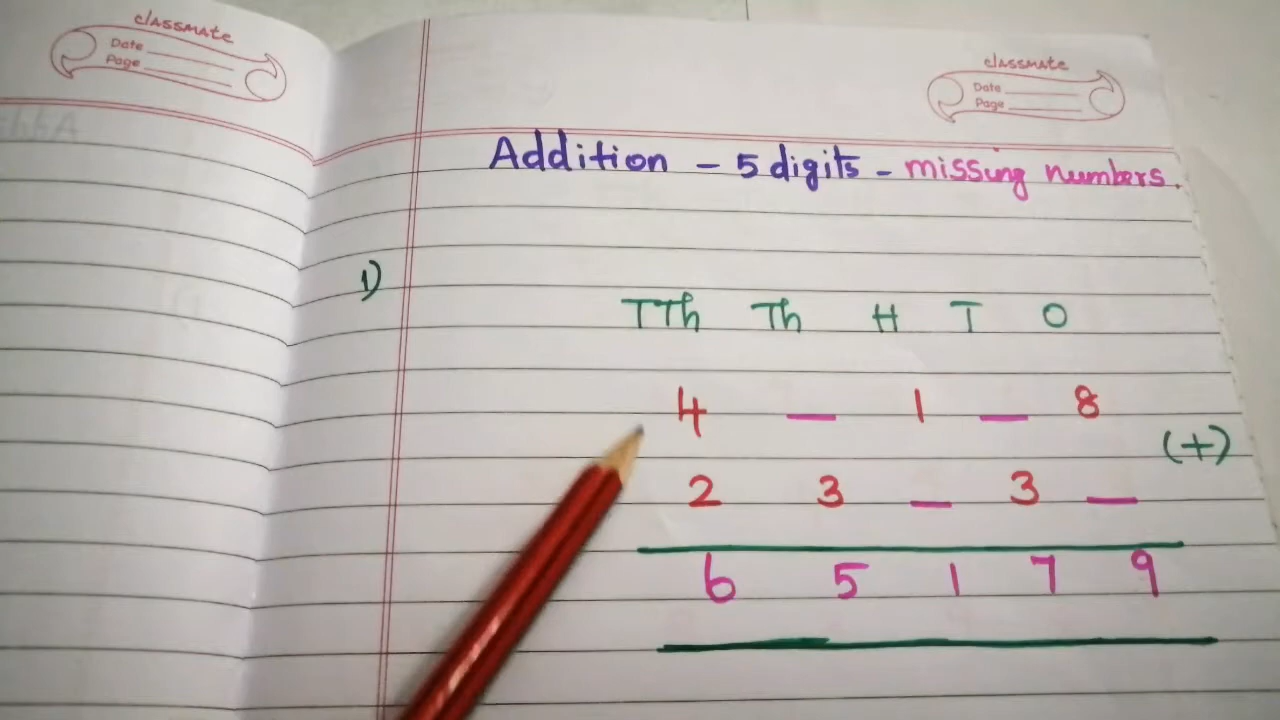 classmate
Date
Page
classmate
Date
Page
Addition - 5 digits - missing numbers.
1)
TTh Th H T O
4 _ 1 _ 8
(+)
2 3 _ 3 _
6 5 1 7 9